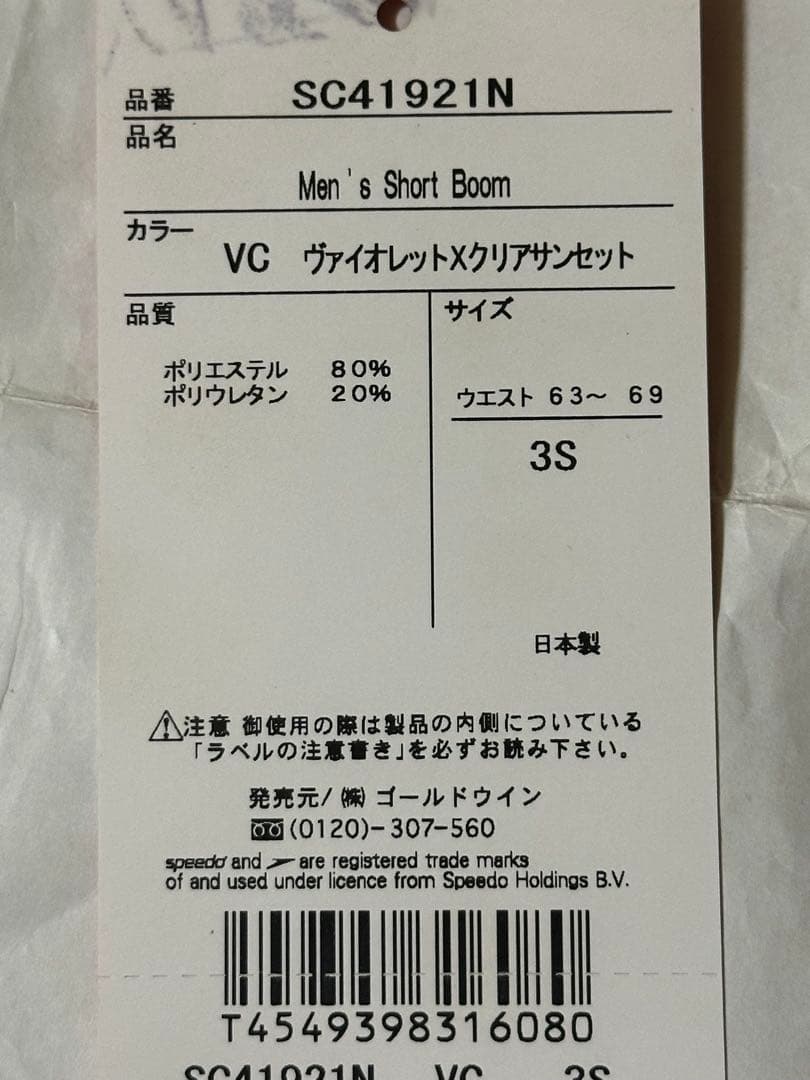 品番 SC41921N
品名
Men's Short Boom
カラー
VC ヴァイオレットXクリアサンセット
品質
サイズ
ポリエステル 80%
ポリウレタン 20%
ウエスト 63〜 69
3S
日本製
⚠注意 御使用の際は製品の内側についている
「ラベルの注意書き」を必ずお読み下さい。
発売元/㈱ゴールドウイン
(0120)-307-560
speedo and are registered trade marks
of and used under licence from Speedo Holdings B.V.
T4549398316080
SC41921N VC 3S